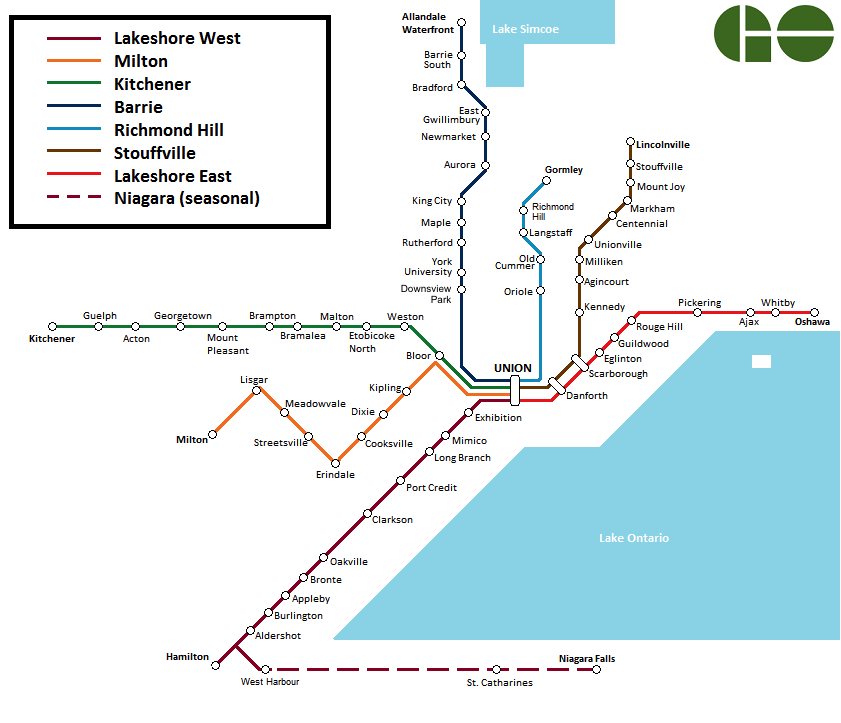 Lakeshore West
Milton
Kitchener
Barrie
Richmond Hill
Stouffville
Lakeshore East
Niagara (seasonal)
GO
Allandale
Waterfront
Lake Simcoe
Barrie
South
Bradford
East
Gwillimbury
Newmarket
Aurora
King City
Maple
Rutherford
York
University
Downsview
Park
Gormley
Richmond
Hill
Langstaff
Old
Cummer
Oriole
Lincolnville
Stouffville
Mount Joy
Markham
Centennial
Unionville
Milliken
Agincourt
Kennedy
Kitchener
Guelph
Acton
Georgetown
Mount
Pleasant
Brampton
Bramalea
Malton
Etobicoke
North
Weston
Bloor
UNION
Pickering
Ajax
Whitby
Oshawa
Rouge Hill
Guildwood
Eglinton
Scarborough
Danforth
Milton
Lisgar
Meadowvale
Streetsville
Erindale
Cooksville
Dixie
Kipling
Exhibition
Mimico
Long Branch
Port Credit
Clarkson
Oakville
Bronte
Appleby
Burlington
Aldershot
Hamilton
West Harbour
St. Catharines
Niagara Falls
Lake Ontario